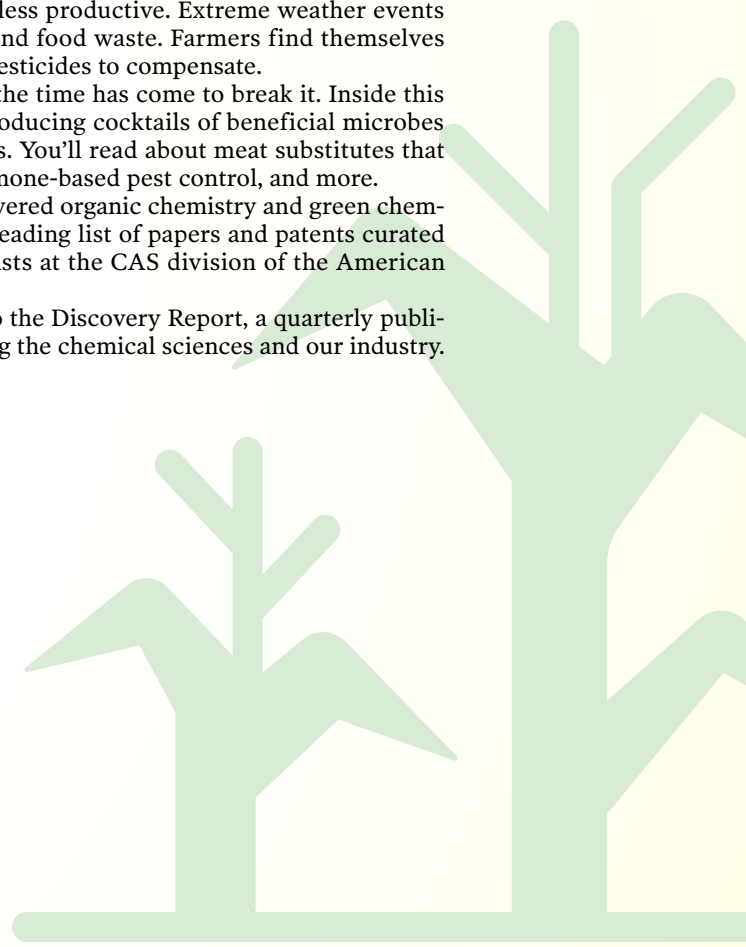 less productive. Extreme weather events
nd food waste. Farmers find themselves
esticides to compensate.
the time has come to break it. Inside this
oducing cocktails of beneficial microbes
s. You’ll read about meat substitutes that
none-based pest control, and more.
vered organic chemistry and green chem-
eading list of papers and patents curated
sts at the CAS division of the American
o the Discovery Report, a quarterly publi-
g the chemical sciences and our industry.